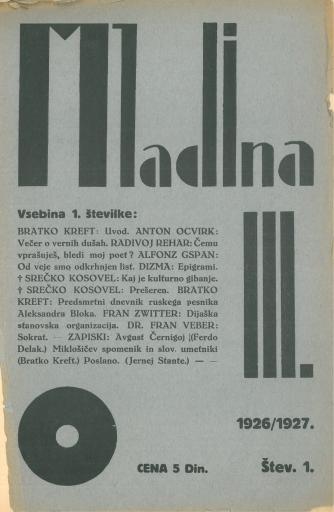 Mladina
Vsebina 1. številke:
BRATKO KREFT: Uvod. ANTON OCVIRK:
Večer o vernih dušah. RADIVOJ REHAR: Čemu
vprašuješ, bledi moj poet? ALFONZ GSPAN:
Od veje smo odkrhnjen list. DIZMA: Epigrami.
† SREČKO KOSOVEL: Kaj je kulturno gibanje.
† SREČKO KOSOVEL: Prešeren. BRATKO
KREFT: Predsmrtni dnevnik ruskega pesnika
Aleksandra Bloka. FRAN ZWITTER: Dijaška
stanovska organizacija. DR. FRAN VEBER:
Sokrat. — ZAPISKI: Avgust Černigoj (Ferdo
Delak.) Miklošičev spomenik in slov. umetniki
(Bratko Kreft.) Poslano. (Jernej Stante.) — —
III.
1926/1927.
CENA 5 Din.
Štev. 1.